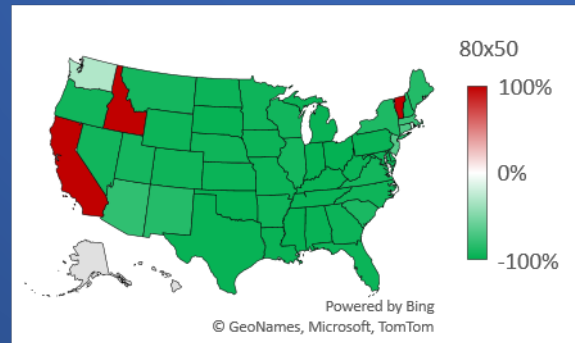 80x50
100%
0%
-100%
Powered by Bing
© GeoNames, Microsoft, TomTom